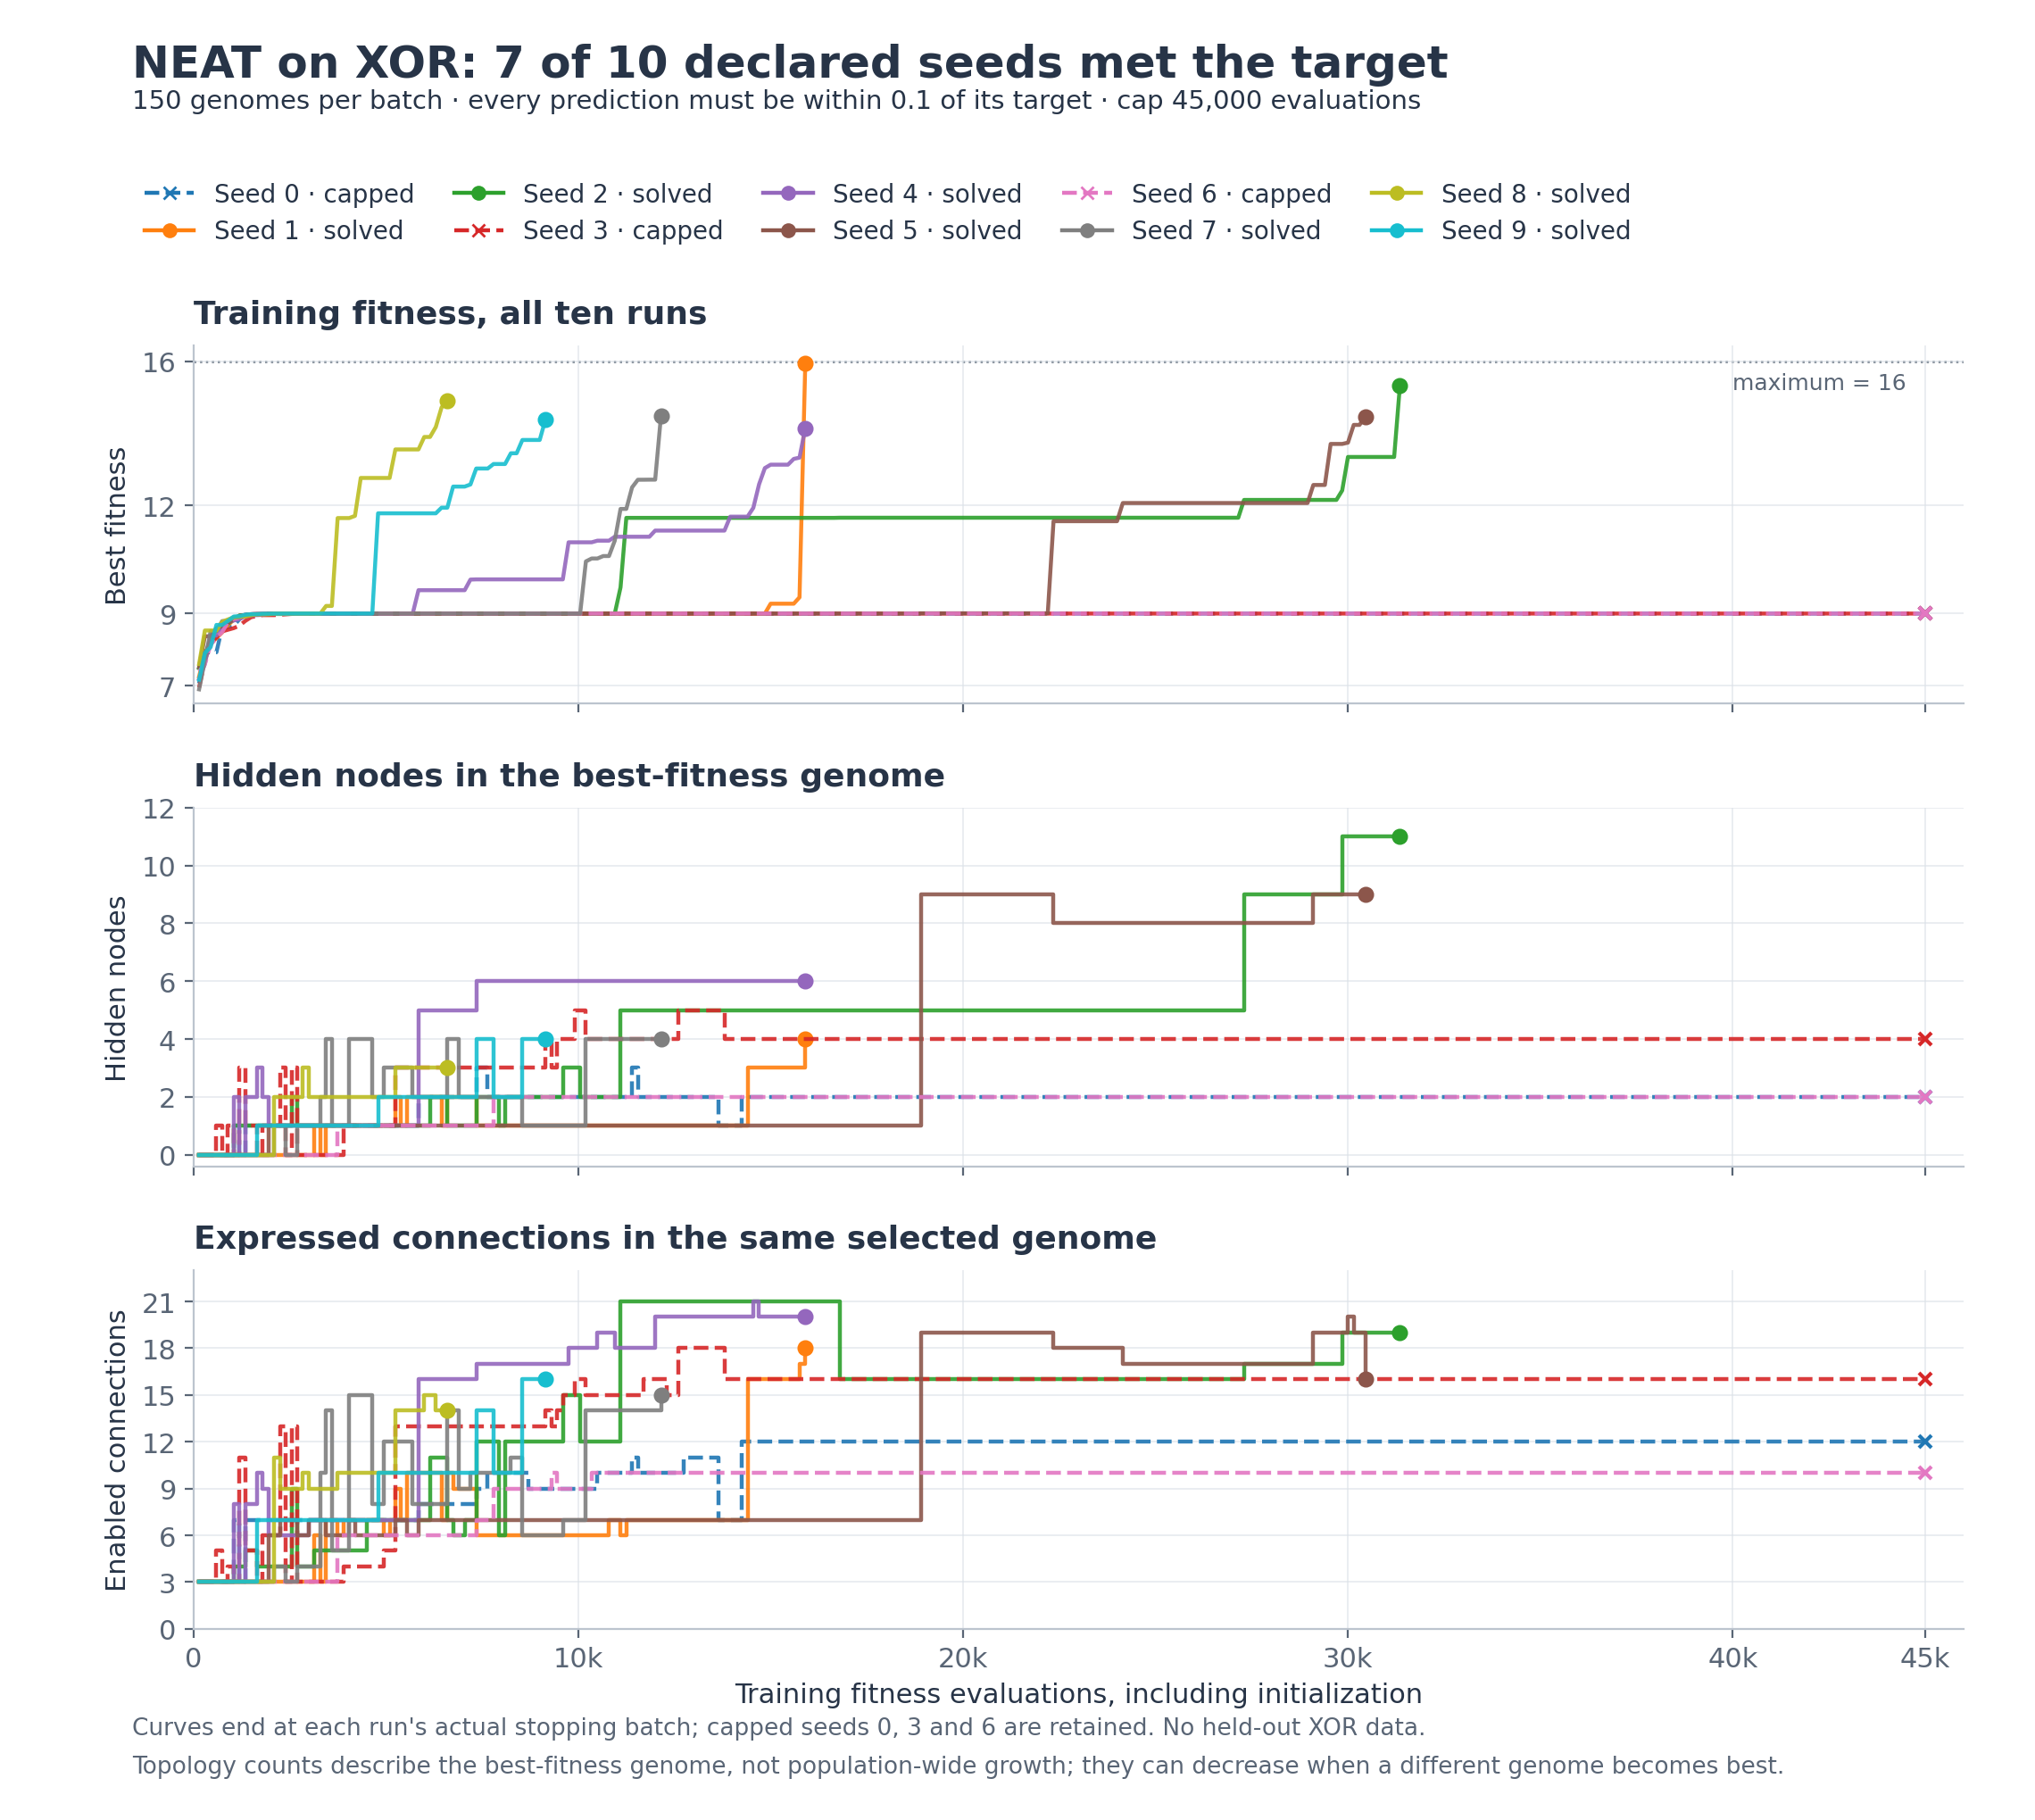 NEAT on XOR: 7 of 10 declared seeds met the target
150 genomes per batch · every prediction must be within 0.1 of its target · cap 45,000 evaluations
Seed 0 · capped
Seed 2 · solved
Seed 4 · solved
Seed 6 · capped
Seed 8 · solved
Seed 1 · solved
Seed 3 · capped
Seed 5 · solved
Seed 7 · solved
Seed 9 · solved
Training fitness, all ten runs
16
maximum = 16
12
9
7
Best fitness
Hidden nodes in the best-fitness genome
12
10
8
6
4
2
0
Hidden nodes
Expressed connections in the same selected genome
21
18
15
12
9
6
3
0
Enabled connections
0
10k
20k
30k
40k
45k
Training fitness evaluations, including initialization
Curves end at each run's actual stopping batch; capped seeds 0, 3 and 6 are retained. No held-out XOR data.
Topology counts describe the best-fitness genome, not population-wide growth; they can decrease when a different genome becomes best.